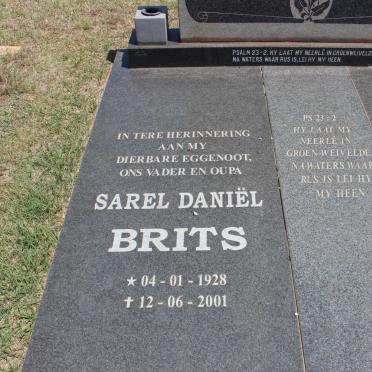 PSALM 23-2. HY LAAT MY NEERLÊ IN GROENWEIVELDE
NA WATERS WAAR RUS IS, LEI HY MY HEEN.
IN TERE HERINNERING
AAN MY
DIERBARE EGGENOOT,
ONS VADER EN OUPA
SAREL DANIËL
BRITS
★ 04 - 01 - 1928
✝ 12 - 06 - 2001
PS 23 : 2
HY LAAT MY
NEERLÊ IN
GROEN-WEIVELDE
NA WATERS WAAR
RUS IS LEI HY
MY HEEN